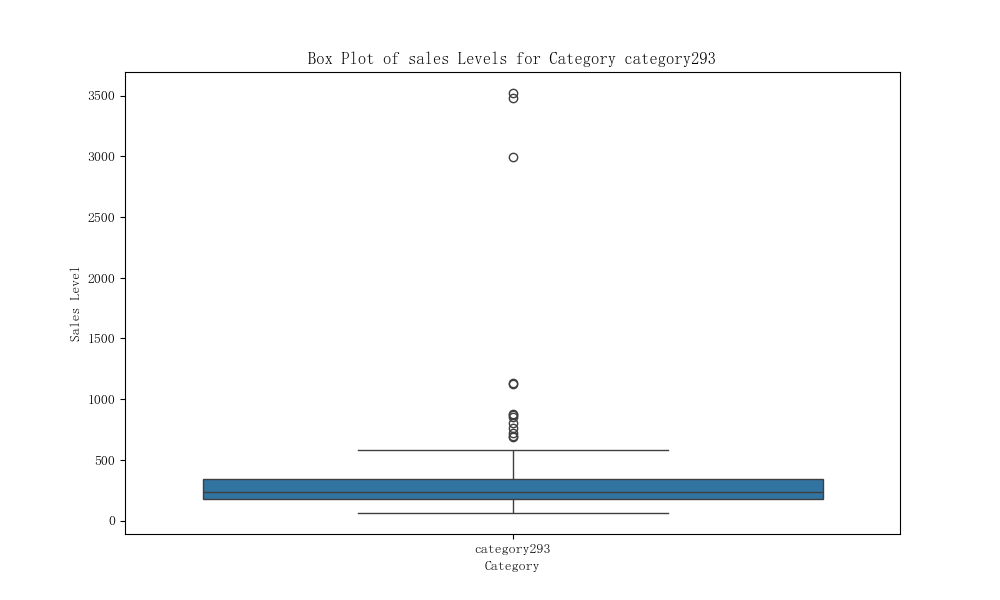 Box Plot of sales Levels for Category category293
3500
3000
2500
2000
1500
1000
500
0
Sales Level
category293
Category